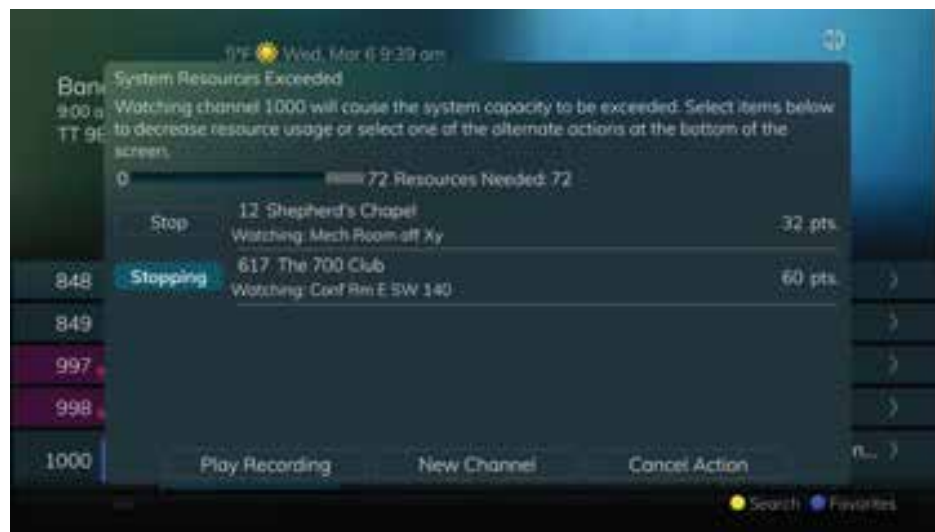 Wed, Mar 6 9:39 am
System Resources Exceeded
Watching channel 1000 will cause the system capacity to be exceeded. Select items below
to decrease resource usage or select one of the alternate actions at the bottom of the
screen.
0 72 Resources Needed: 72
Stop 12 Shepherd's Chapel 32 pts.
Watching: Mech Room off Xy
Stopping 617 The 700 Club 60 pts.
Watching: Conf Rm E SW 140
848
849
997
998
1000
Play Recording New Channel Cancel Action
Search Favorites